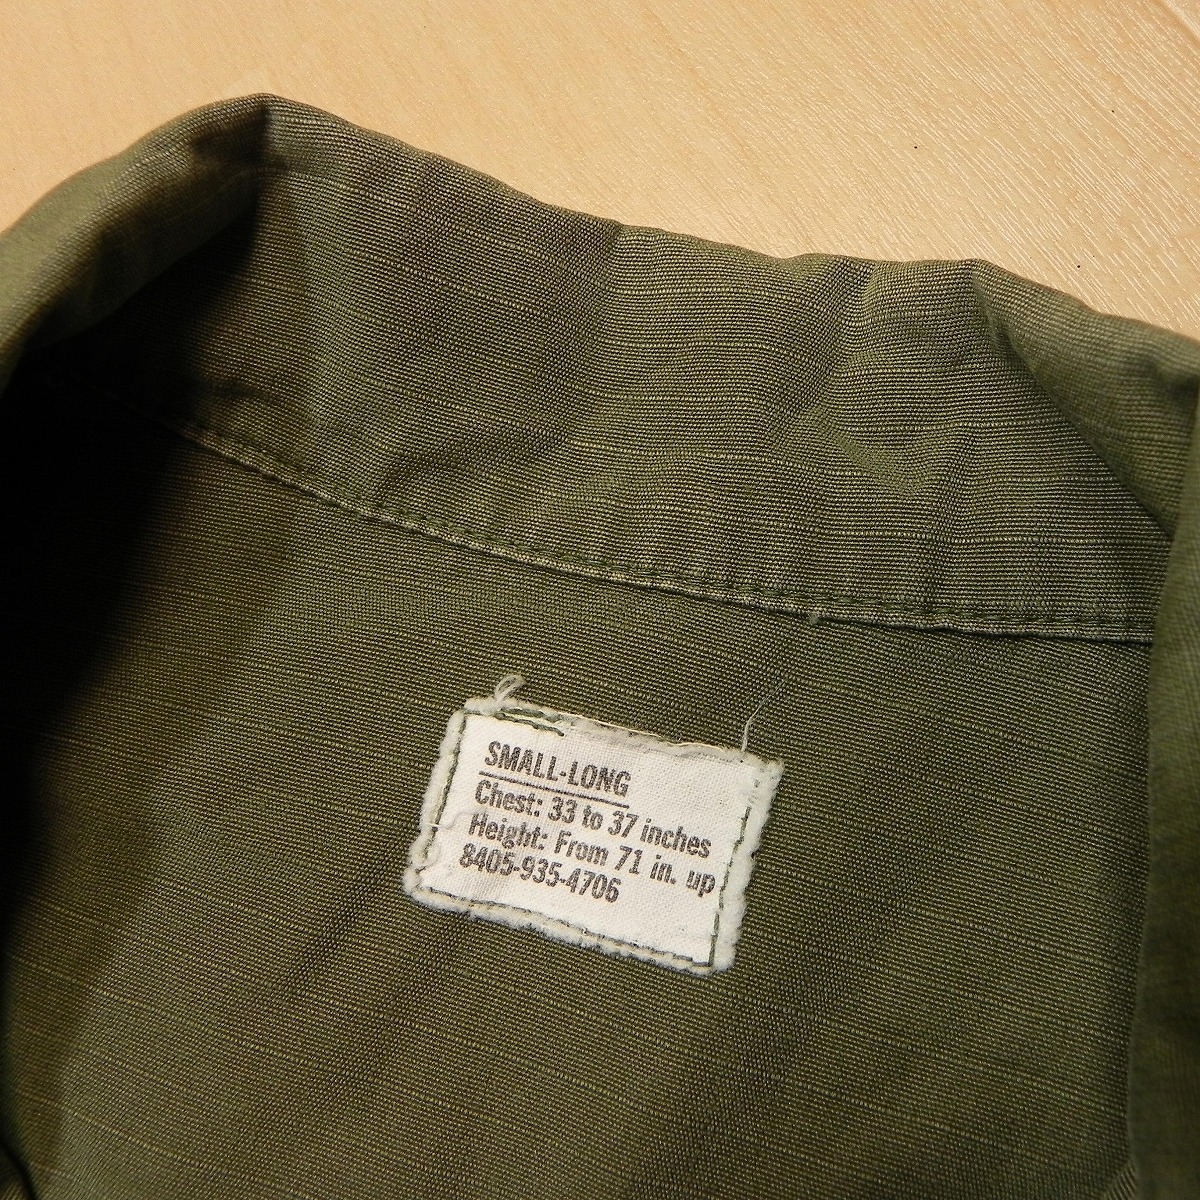 SMALL-LONG
Chest: 33 to 37 inches
Height: From 71 in. up
8405-935-4706